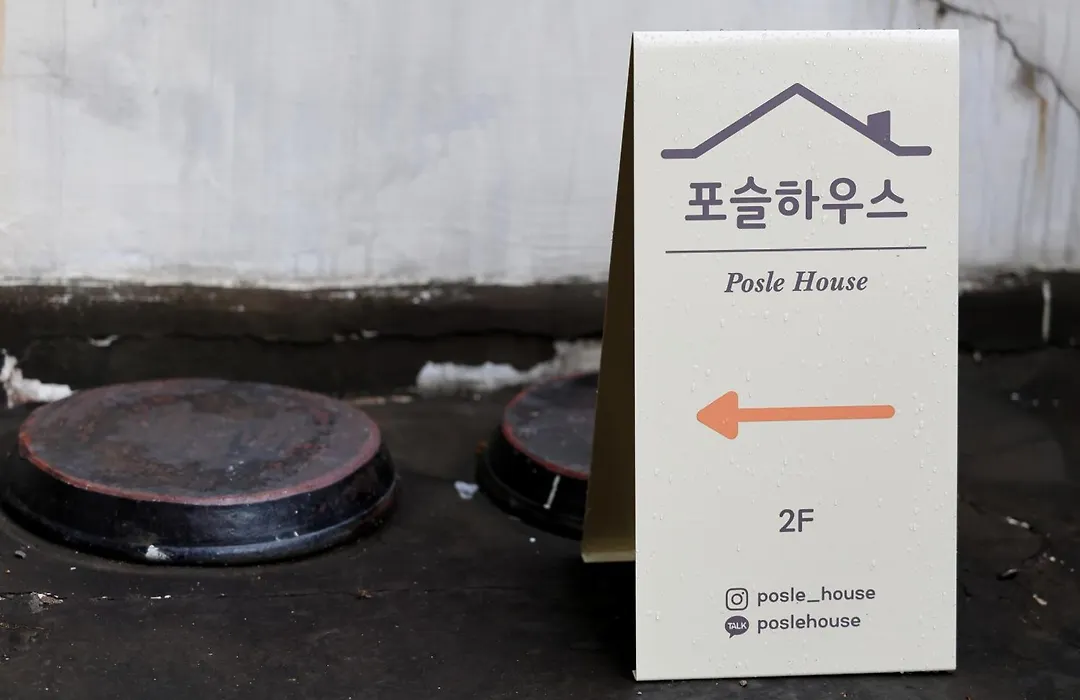 포슬하우스
Posle House
2F
posle_house
TALK poslehouse